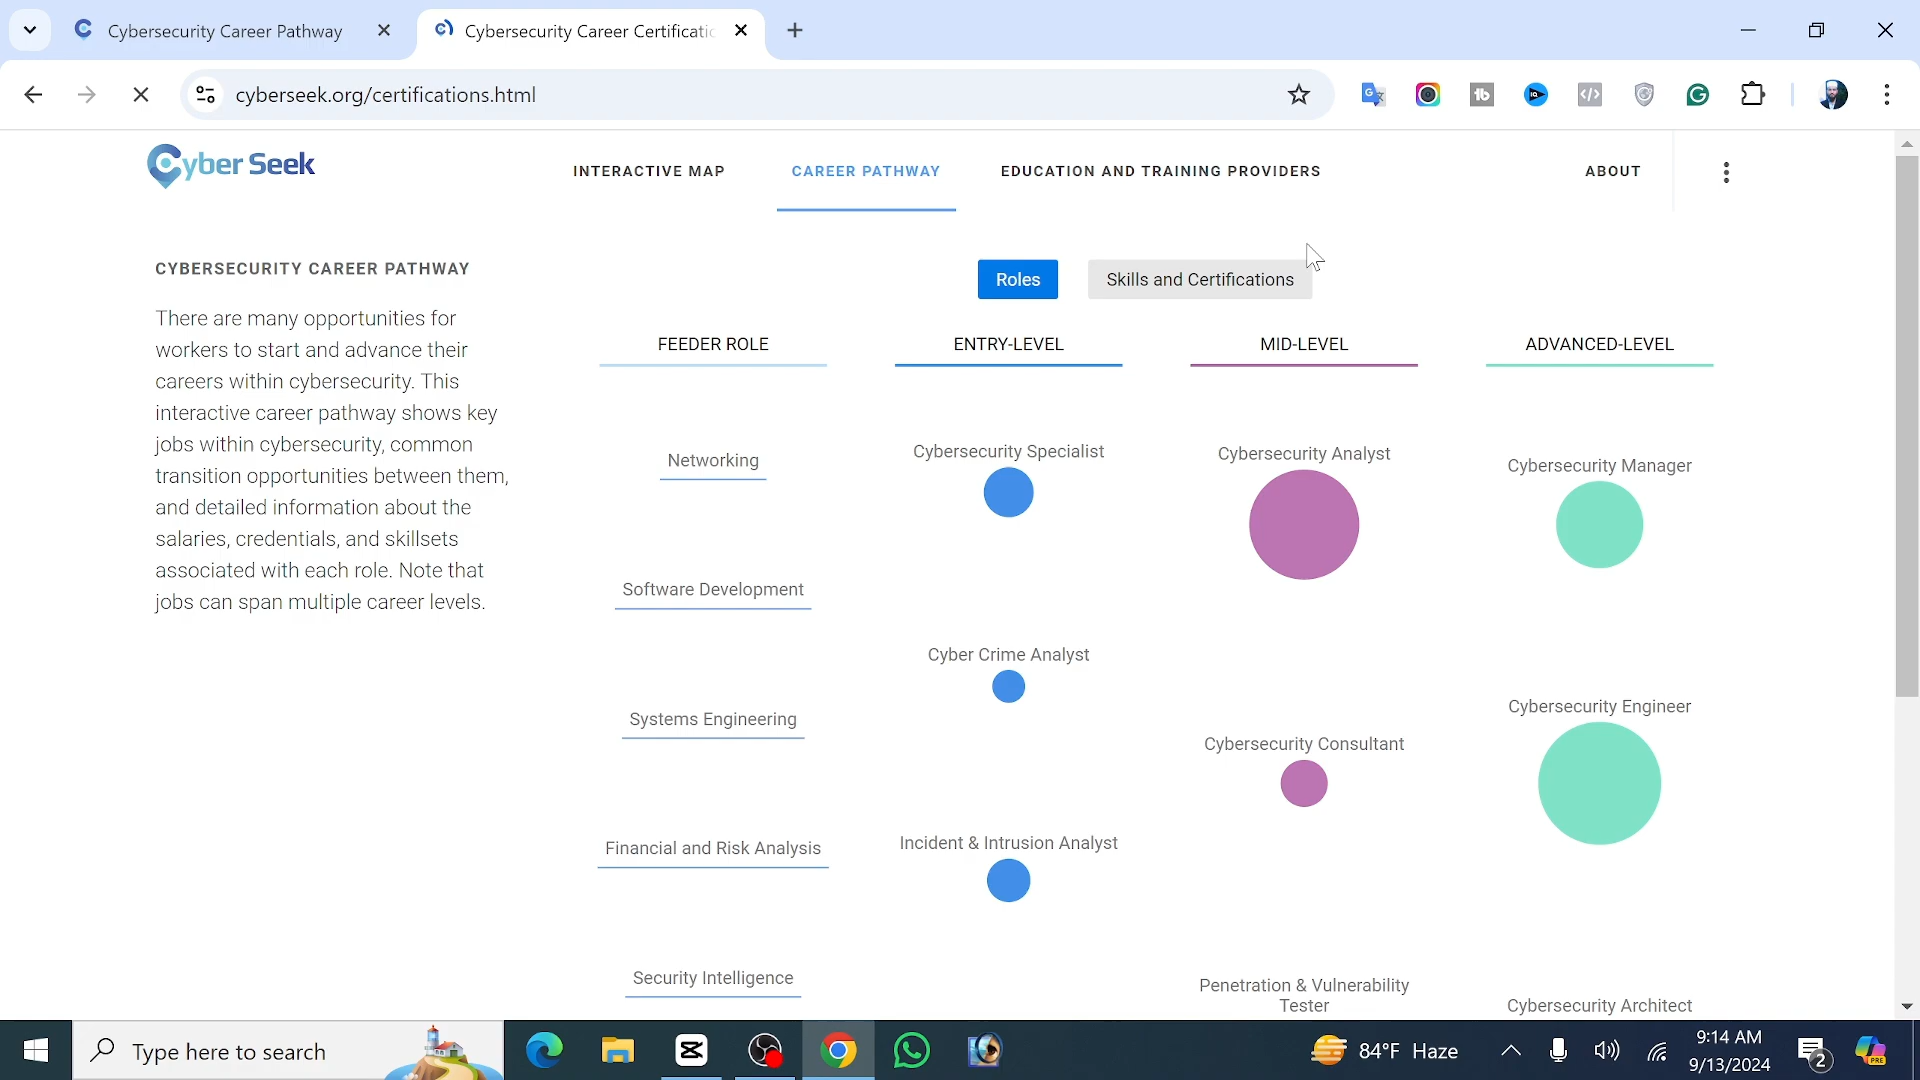 Cybersecurity Career Pathway
Cybersecurity Career Certificatic
cyberseek.org/certifications.html
Cyber Seek
INTERACTIVE MAP
CAREER PATHWAY
EDUCATION AND TRAINING PROVIDERS
ABOUT
CYBERSECURITY CAREER PATHWAY
There are many opportunities for
workers to start and advance their
careers within cybersecurity. This
interactive career pathway shows key
jobs within cybersecurity, common
transition opportunities between them,
and detailed information about the
salaries, credentials, and skillsets
associated with each role. Note that
jobs can span multiple career levels.
Roles
Skills and Certifications
FEEDER ROLE
ENTRY-LEVEL
MID-LEVEL
ADVANCED-LEVEL
Networking
Software Development
Systems Engineering
Financial and Risk Analysis
Security Intelligence
Cybersecurity Specialist
Cyber Crime Analyst
Incident & Intrusion Analyst
Cybersecurity Analyst
Cybersecurity Consultant
Penetration & Vulnerability
Tester
Cybersecurity Manager
Cybersecurity Engineer
Cybersecurity Architect
Type here to search
84°F Haze
9:14 AM
9/13/2024
2